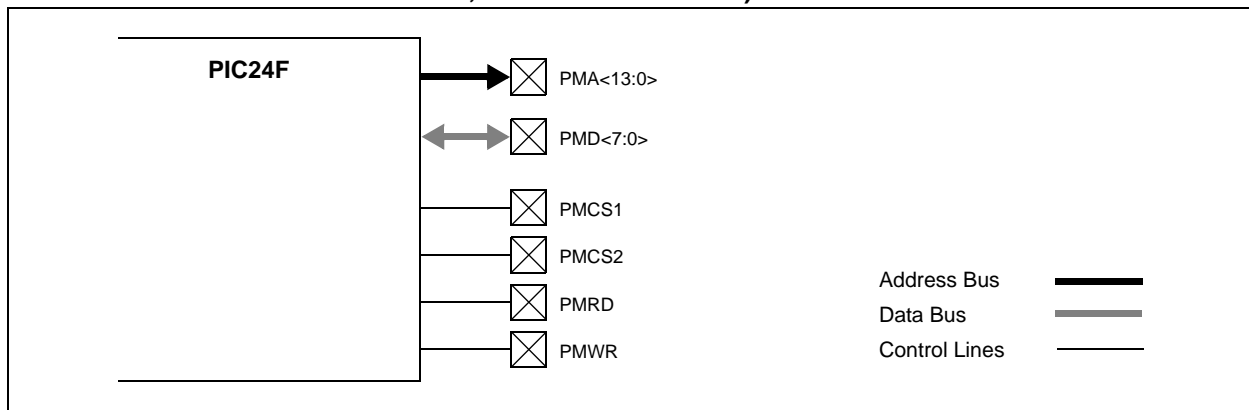 PIC24F
PMA<13:0>
PMD<7:0>
PMCS1
PMCS2
PMRD
PMWR
Address Bus
Data Bus
Control Lines